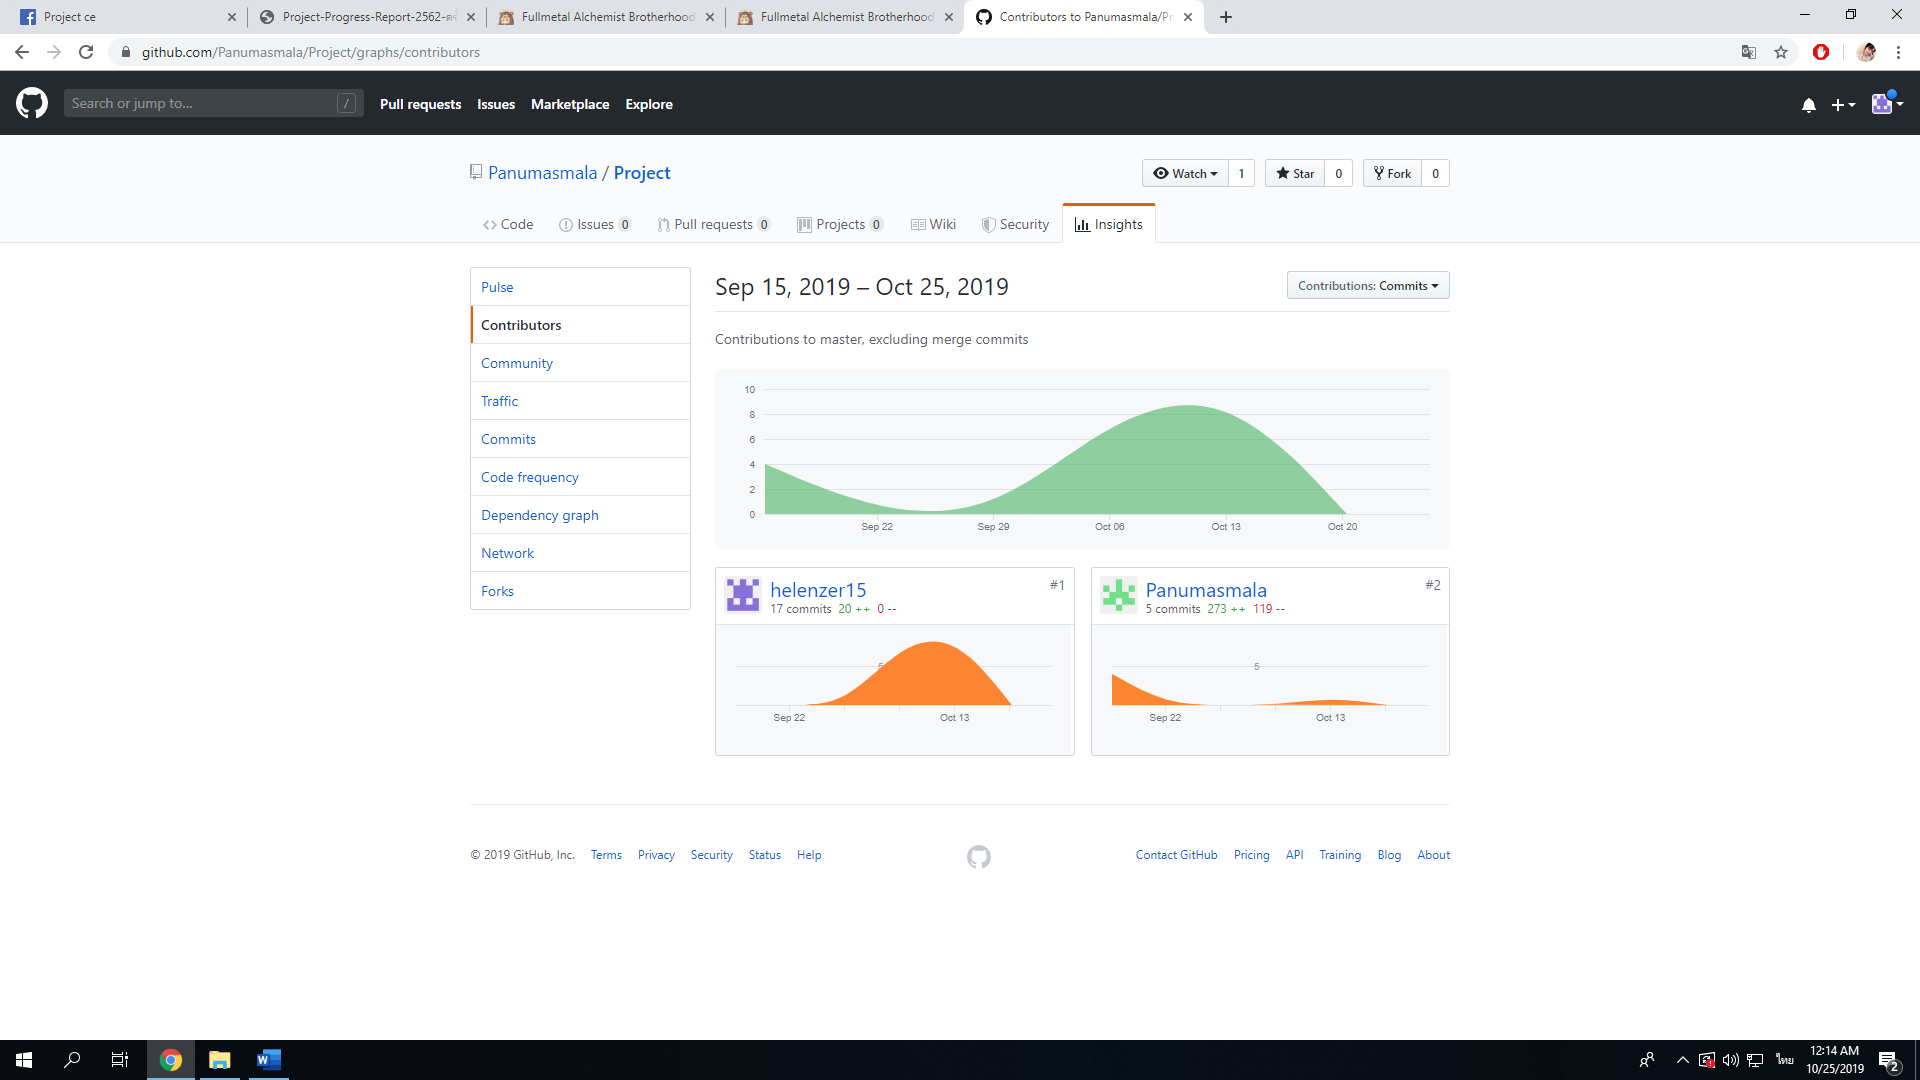 Project ce
Project-Progress-Report-2562-
Fullmetal Alchemist Brotherhood
Fullmetal Alchemist Brotherhood
Contributors to Panumasmala/Pr
github.com/Panumasmala/Project/graphs/contributors
Search or jump to...
/
Pull requests
Issues
Marketplace
Explore
Panumasmala / Project
Watch 1
Star 0
Fork 0
Code
Issues 0
Pull requests 0
Projects 0
Wiki
Security
Insights
Pulse
Contributors
Community
Traffic
Commits
Code frequency
Dependency graph
Network
Forks
Sep 15, 2019 – Oct 25, 2019
Contributions: Commits
Contributions to master, excluding merge commits
10
8
6
4
2
0
Sep 22 Sep 29 Oct 06 Oct 13 Oct 20
helenzer15
#1
17 commits 20 ++ 0 --
5
Sep 22 Oct 13
Panumasmala
#2
5 commits 273 ++ 119 --
5
Sep 22 Oct 13
© 2019 GitHub, Inc. Terms Privacy Security Status Help
Contact GitHub Pricing API Training Blog About
ไทย
12:14 AM
10/25/2019
2